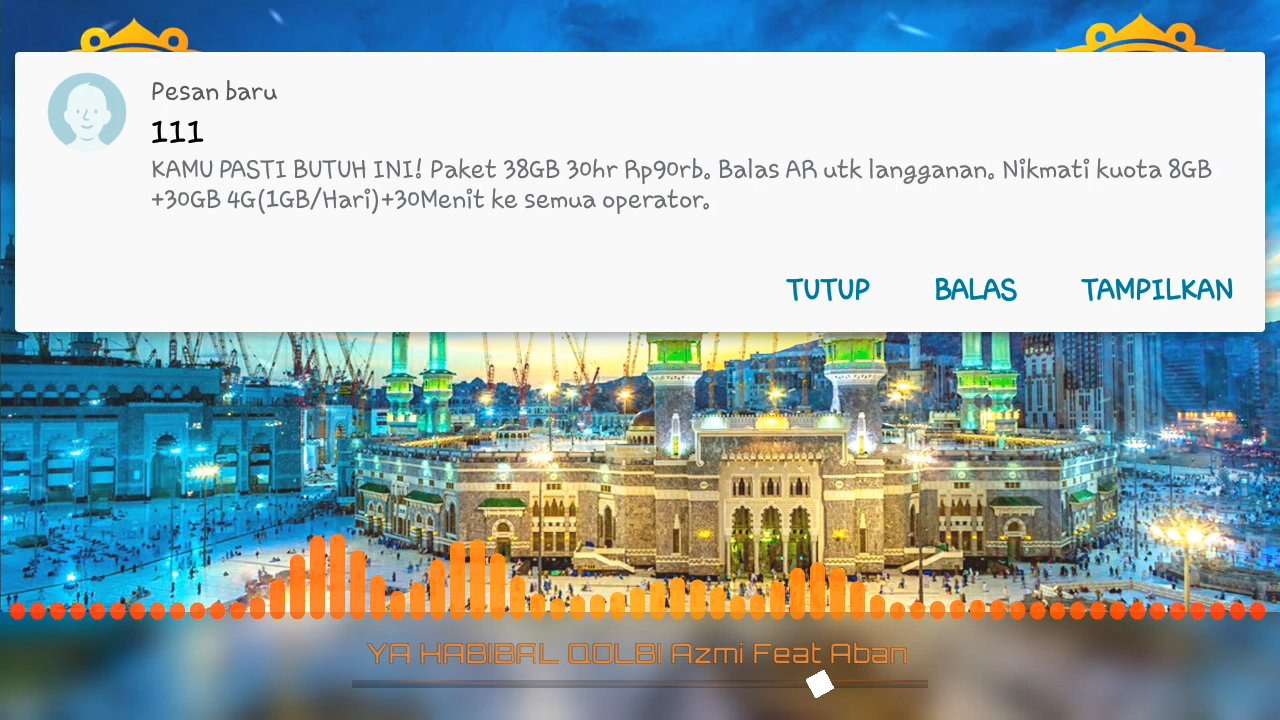 Pesan baru
111
KAMU PASTI BUTUH INI! Paket 38GB 30hr Rp90rb. Balas AR utk langganan. Nikmati kuota 8GB
+30GB 4G(1GB/Hari)+30Menit ke semua operator.
TUTUP BALAS TAMPILKAN
YA HABIBAL QOLBI Azmi Feat Aban